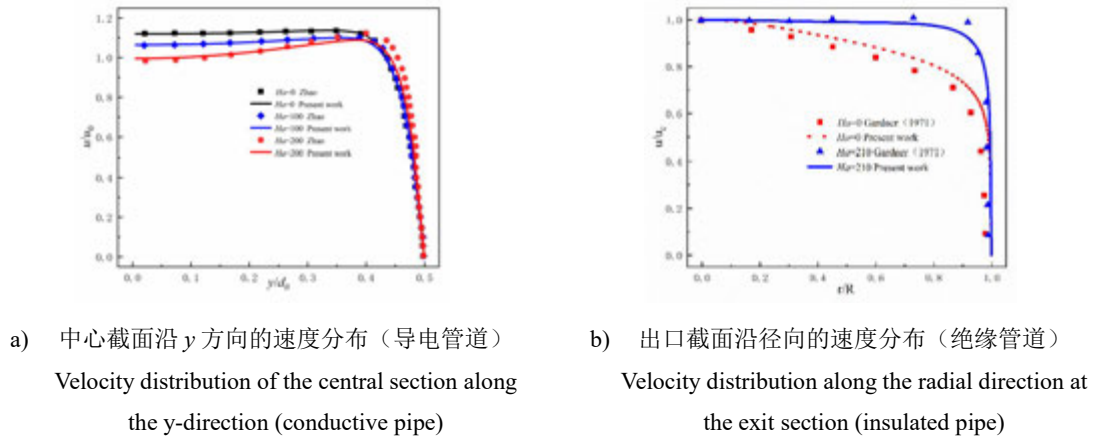 1.2
1.0
0.8
0.6
0.4
0.2
0.0
u/u₀
Ha=0 Zhao
Ha=0 Present work
Ha=100 Zhao
Ha=100 Present work
Ha=200 Zhao
Ha=200 Present work
0.0 0.1 0.2 0.3 0.4 0.5
y/d₀
1.0
0.8
0.6
0.4
0.2
0.0
Ha=0 Gardner (1971)
Ha=0 Present work
Ha=210 Gardner (1971)
Ha=210 Present work
0.0 0.2 0.4 0.6 0.8 1.0
r/R
a) 中心截面沿 y 方向的速度分布（导电管道）
Velocity distribution of the central section along
the y-direction (conductive pipe)
b) 出口截面沿径向的速度分布（绝缘管道）
Velocity distribution along the radial direction at
the exit section (insulated pipe)